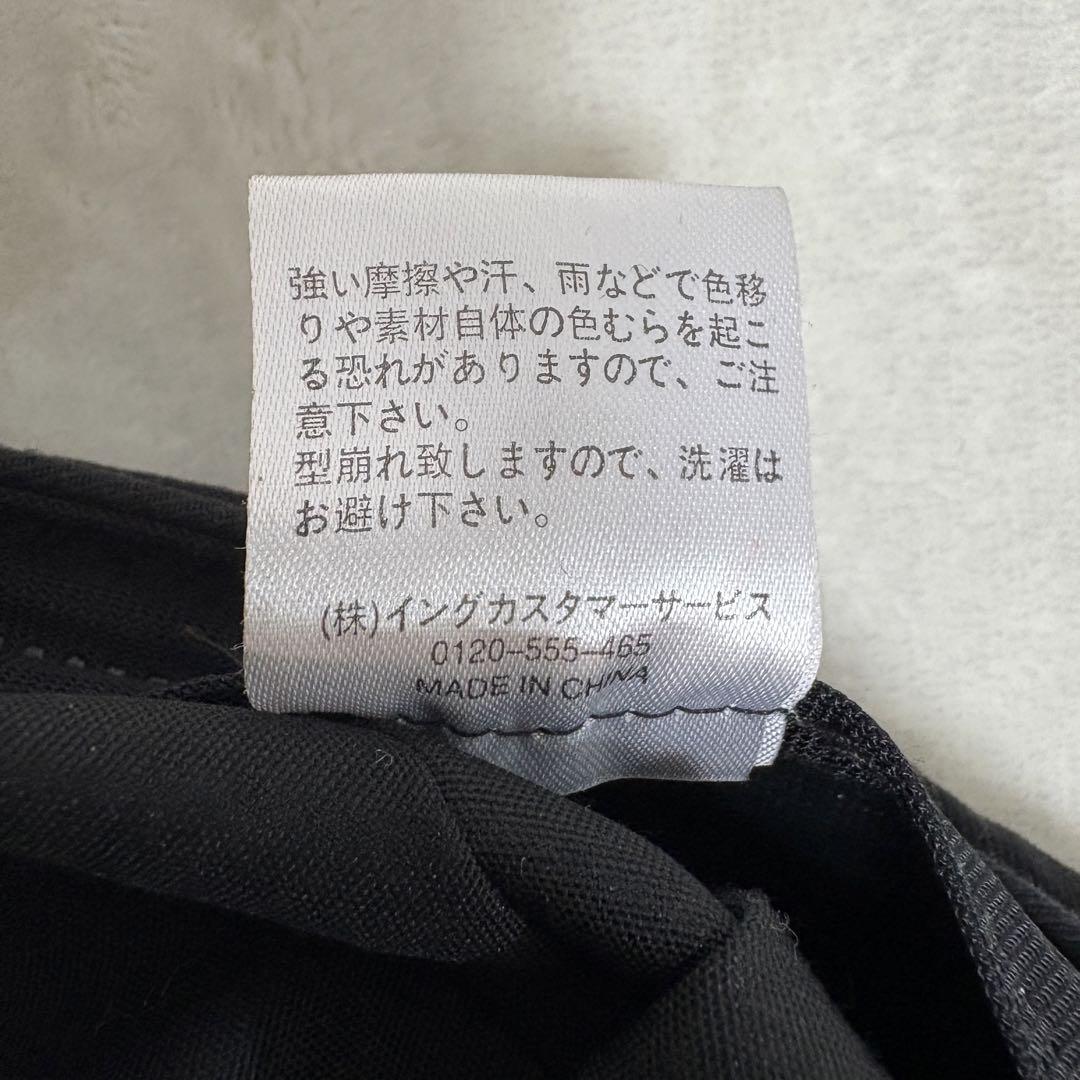 強い摩擦や汗、雨などで色移
りや素材自体の色むらを起こ
る恐れがありますので、ご注
意下さい。
型崩れ致しますので、洗濯は
お避け下さい。
(株)イングカスタマーサービス
0120-555-465
MADE IN CHINA